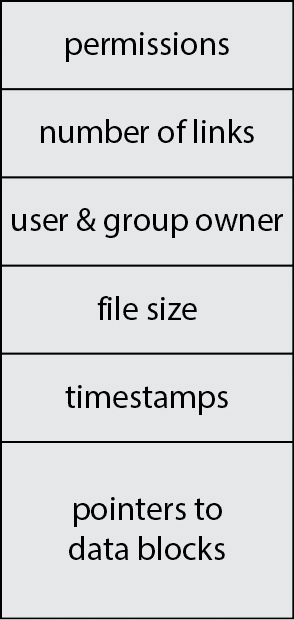 permissions
number of links
user & group owner
file size
timestamps
pointers to
data blocks